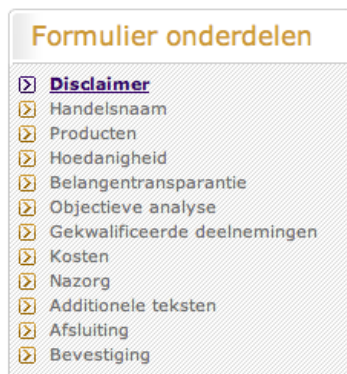 Formulier onderdelen
Disclaimer
Handelsnaam
Producten
Hoedanigheid
Belangentransparantie
Objectieve analyse
Gekwalificeerde deelnemingen
Kosten
Nazorg
Additionele teksten
Afsluiting
Bevestiging